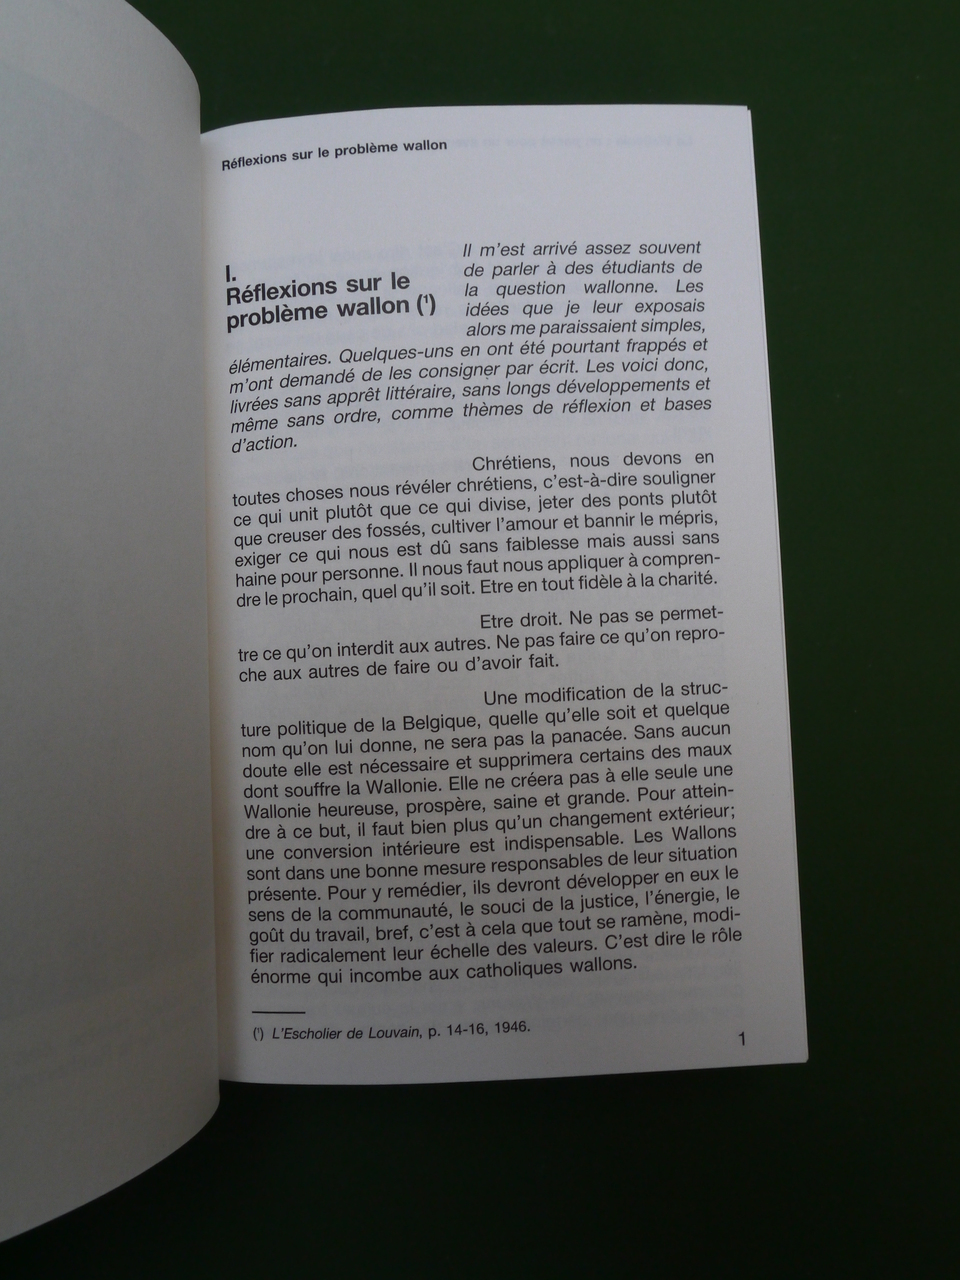 Réflexions sur le problème wallon
I.
Réflexions sur le
problème wallon (¹)
Il m'est arrivé assez souvent
de parler à des étudiants de
la question wallonne. Les
idées que je leur exposais
alors me paraissaient simples,
élémentaires. Quelques-uns en ont été pourtant frappés et
m'ont demandé de les consigner par écrit. Les voici donc,
livrées sans apprêt littéraire, sans longs développements et
même sans ordre, comme thèmes de réflexion et bases
d'action.
Chrétiens, nous devons en
toutes choses nous révéler chrétiens, c'est-à-dire souligner
ce qui unit plutôt que ce qui divise, jeter des ponts plutôt
que creuser des fossés, cultiver l'amour et bannir le mépris,
exiger ce qui nous est dû sans faiblesse mais aussi sans
haine pour personne. Il nous faut nous appliquer à compren-
dre le prochain, quel qu'il soit. Etre en tout fidèle à la charité.
Etre droit. Ne pas se permet-
tre ce qu'on interdit aux autres. Ne pas faire ce qu'on repro-
che aux autres de faire ou d'avoir fait.
Une modification de la struc-
ture politique de la Belgique, quelle qu'elle soit et quelque
nom qu'on lui donne, ne sera pas la panacée. Sans aucun
doute elle est nécessaire et supprimera certains des maux
dont souffre la Wallonie. Elle ne créera pas à elle seule une
Wallonie heureuse, prospère, saine et grande. Pour attein-
dre à ce but, il faut bien plus qu'un changement extérieur;
une conversion intérieure est indispensable. Les Wallons
sont dans une bonne mesure responsables de leur situation
présente. Pour y remédier, ils devront développer en eux le
sens de la communauté, le souci de la justice, l'énergie, le
goût du travail, bref, c'est à cela que tout se ramène, modi-
fier radicalement leur échelle des valeurs. C'est dire le rôle
énorme qui incombe aux catholiques wallons.
(¹) L'Escholier de Louvain, p. 14-16, 1946.
1